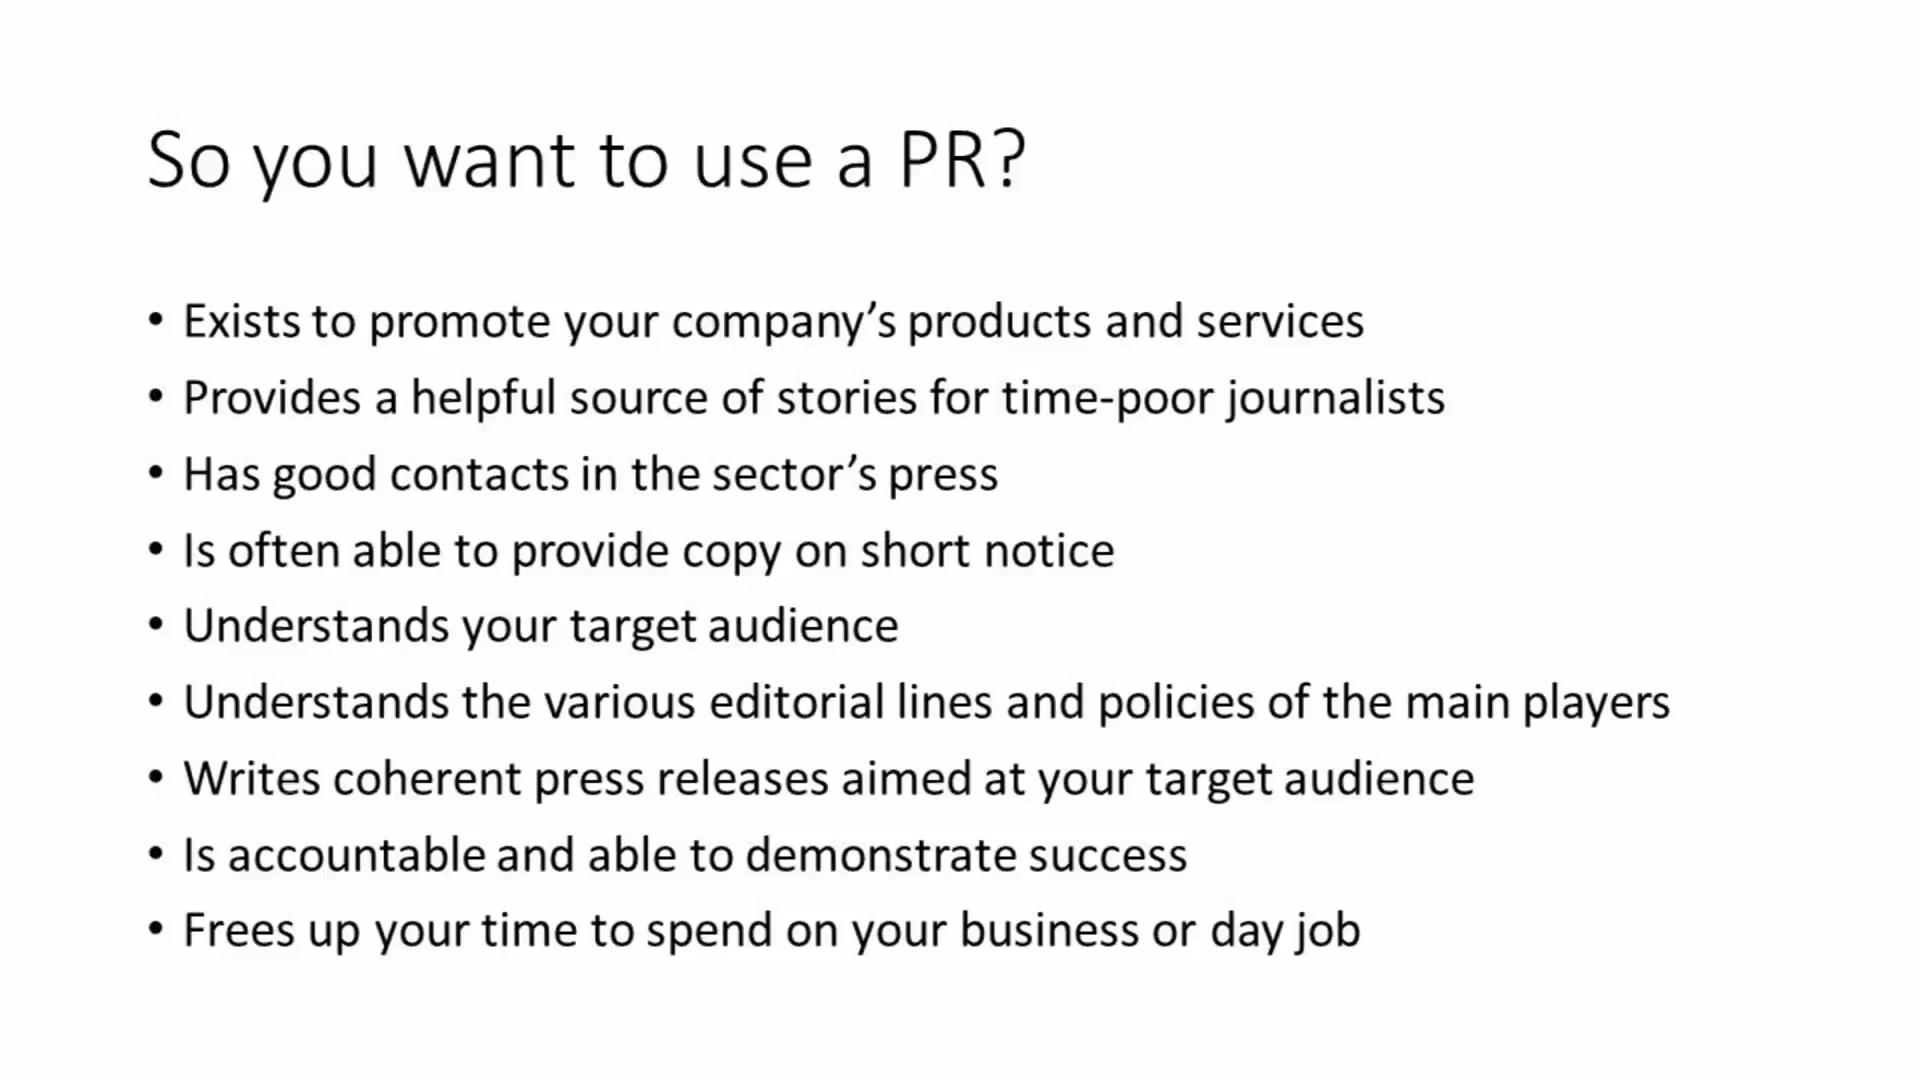 So you want to use a PR?
• Exists to promote your company’s products and services
• Provides a helpful source of stories for time-poor journalists
• Has good contacts in the sector’s press
• Is often able to provide copy on short notice
• Understands your target audience
• Understands the various editorial lines and policies of the main players
• Writes coherent press releases aimed at your target audience
• Is accountable and able to demonstrate success
• Frees up your time to spend on your business or day job